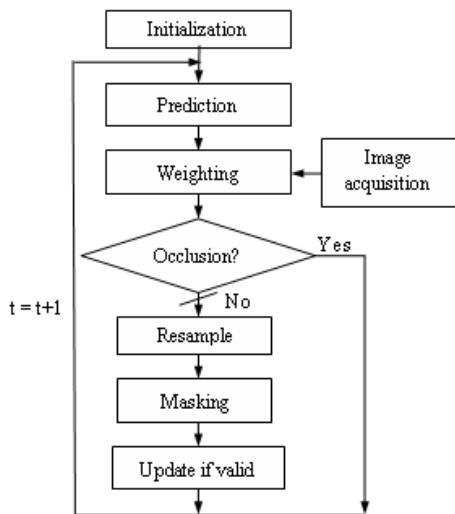 Initialization
Prediction
Weighting
Image
acquisition
Occlusion?
Yes
No
t = t+1
Resample
Masking
Update if valid